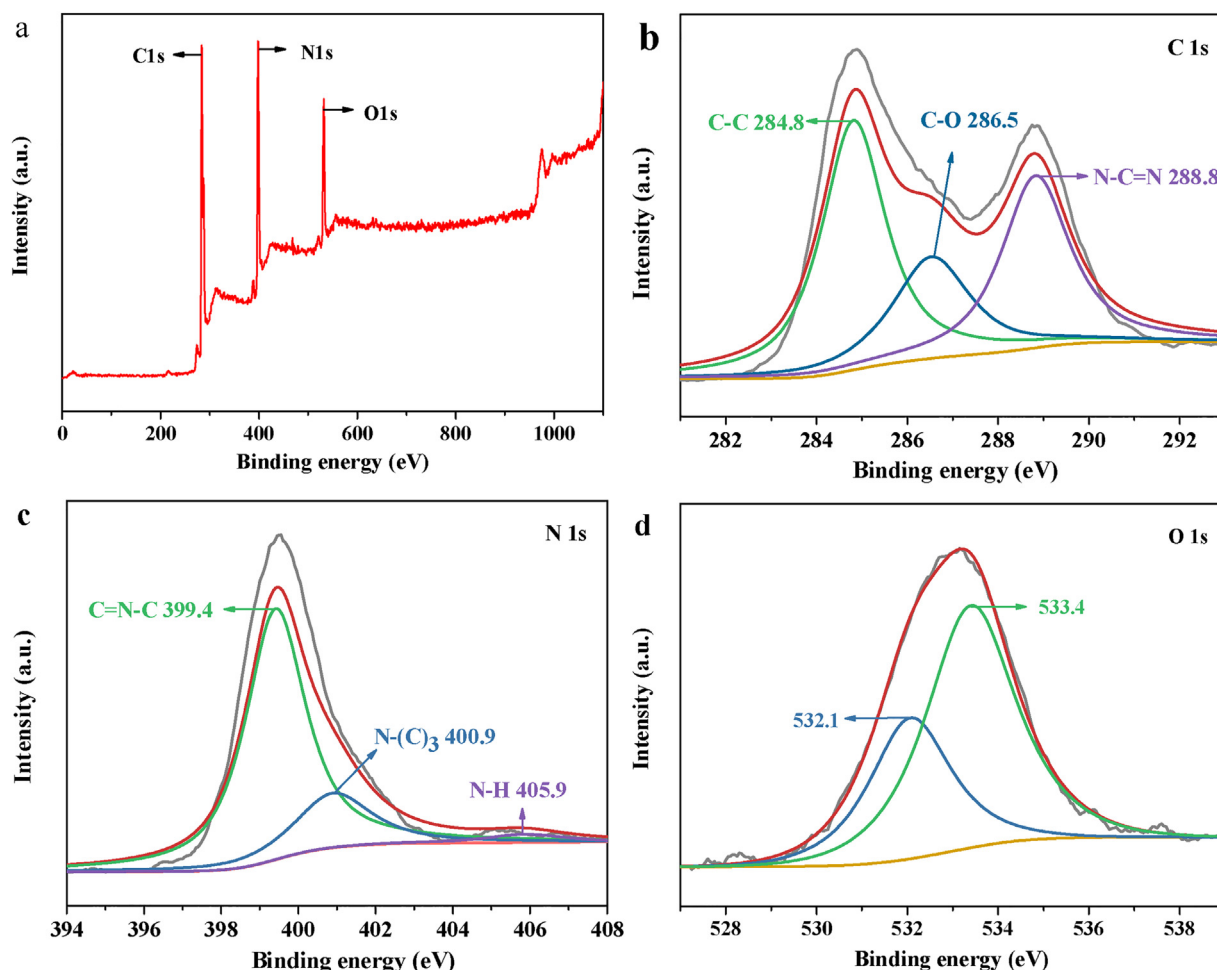 a
C1s
N1s
O1s
Intensity (a.u.)
0 200 400 600 800 1000
Binding energy (eV)
b
C 1s
C-C 284.8
C-O 286.5
N-C=N 288.8
Intensity (a.u.)
282 284 286 288 290 292
Binding energy (eV)
c
N 1s
C=N-C 399.4
N-(C)3 400.9
N-H 405.9
Intensity (a.u.)
394 396 398 400 402 404 406 408
Binding energy (eV)
d
O 1s
533.4
532.1
Intensity (a.u.)
528 530 532 534 536 538
Binding energy (eV)